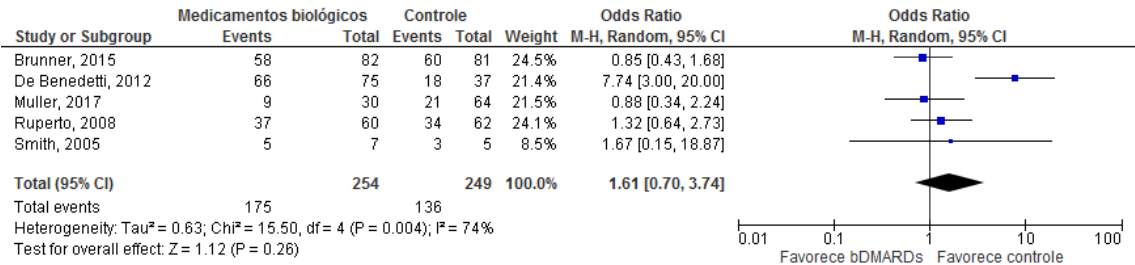 Medicamentos biológicos Controle Odds Ratio Odds Ratio
Study or Subgroup Events Total Events Total Weight M-H, Random, 95% CI M-H, Random, 95% CI
Brunner, 2015 58 82 60 81 24.5% 0.85 [0.43, 1.68]
De Benedetti, 2012 66 75 18 37 21.4% 7.74 [3.00, 20.00]
Muller, 2017 9 30 21 64 21.5% 0.88 [0.34, 2.24]
Ruperto, 2008 37 60 34 62 24.1% 1.32 [0.64, 2.73]
Smith, 2005 5 7 3 5 8.5% 1.67 [0.15, 18.87]
Total (95% CI) 254 249 100.0% 1.61 [0.70, 3.74]
Total events 175 136
Heterogeneity: Tau² = 0.63; Chi² = 15.50, df = 4 (P = 0.004); I² = 74%
Test for overall effect: Z = 1.12 (P = 0.26)
0.01 0.1 1 10 100
Favorece bDMARDs Favorece controle